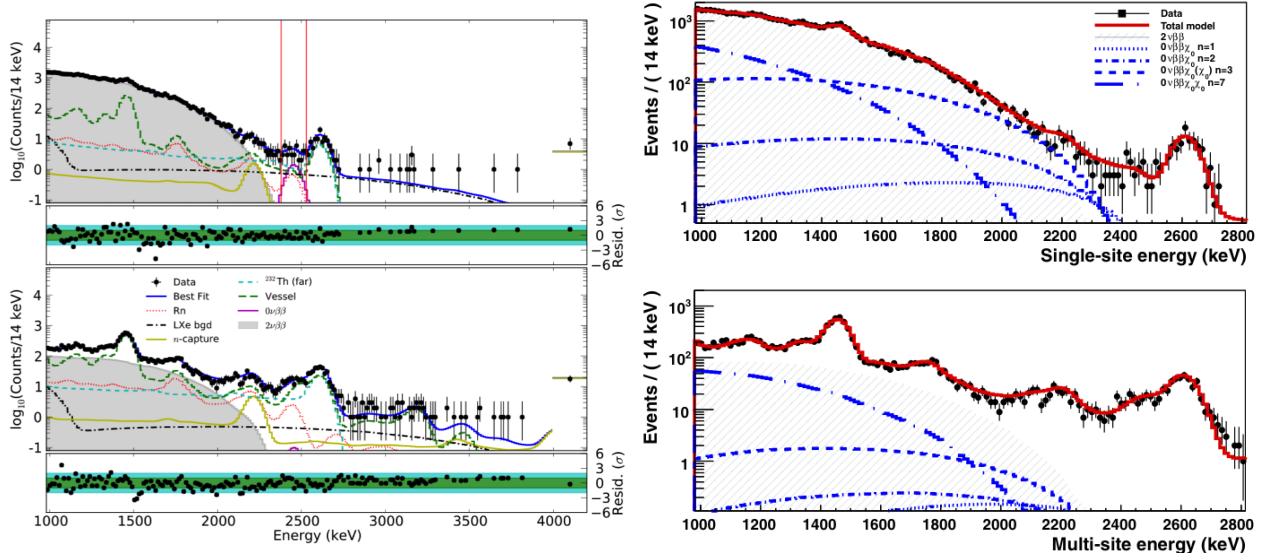 log₁₀(Counts/14 keV)
4
3
2
1
0
-1
6
3
0
−3
−6
Resid. (σ)
log₁₀(Counts/14 keV)
4
3
2
1
0
-1
Data
Best Fit
Rn
LXe bgd
n-capture
²³²Th (far)
Vessel
0νββ
2νββ
6
3
0
−3
−6
Resid. (σ)
1000 1500 2000 2500 3000 3500 4000
Energy (keV)
Events / ( 14 keV )
10³
10²
10
1
Data
Total model
2νββ
0νββχ₀ n=1
0νββχ₀ n=2
0νββχ₀(χ₀) n=3
0νββχ₀χ₀ n=7
1000 1200 1400 1600 1800 2000 2200 2400 2600 2800
Single-site energy (keV)
Events / ( 14 keV )
10³
10²
10
1
1000 1200 1400 1600 1800 2000 2200 2400 2600 2800
Multi-site energy (keV)